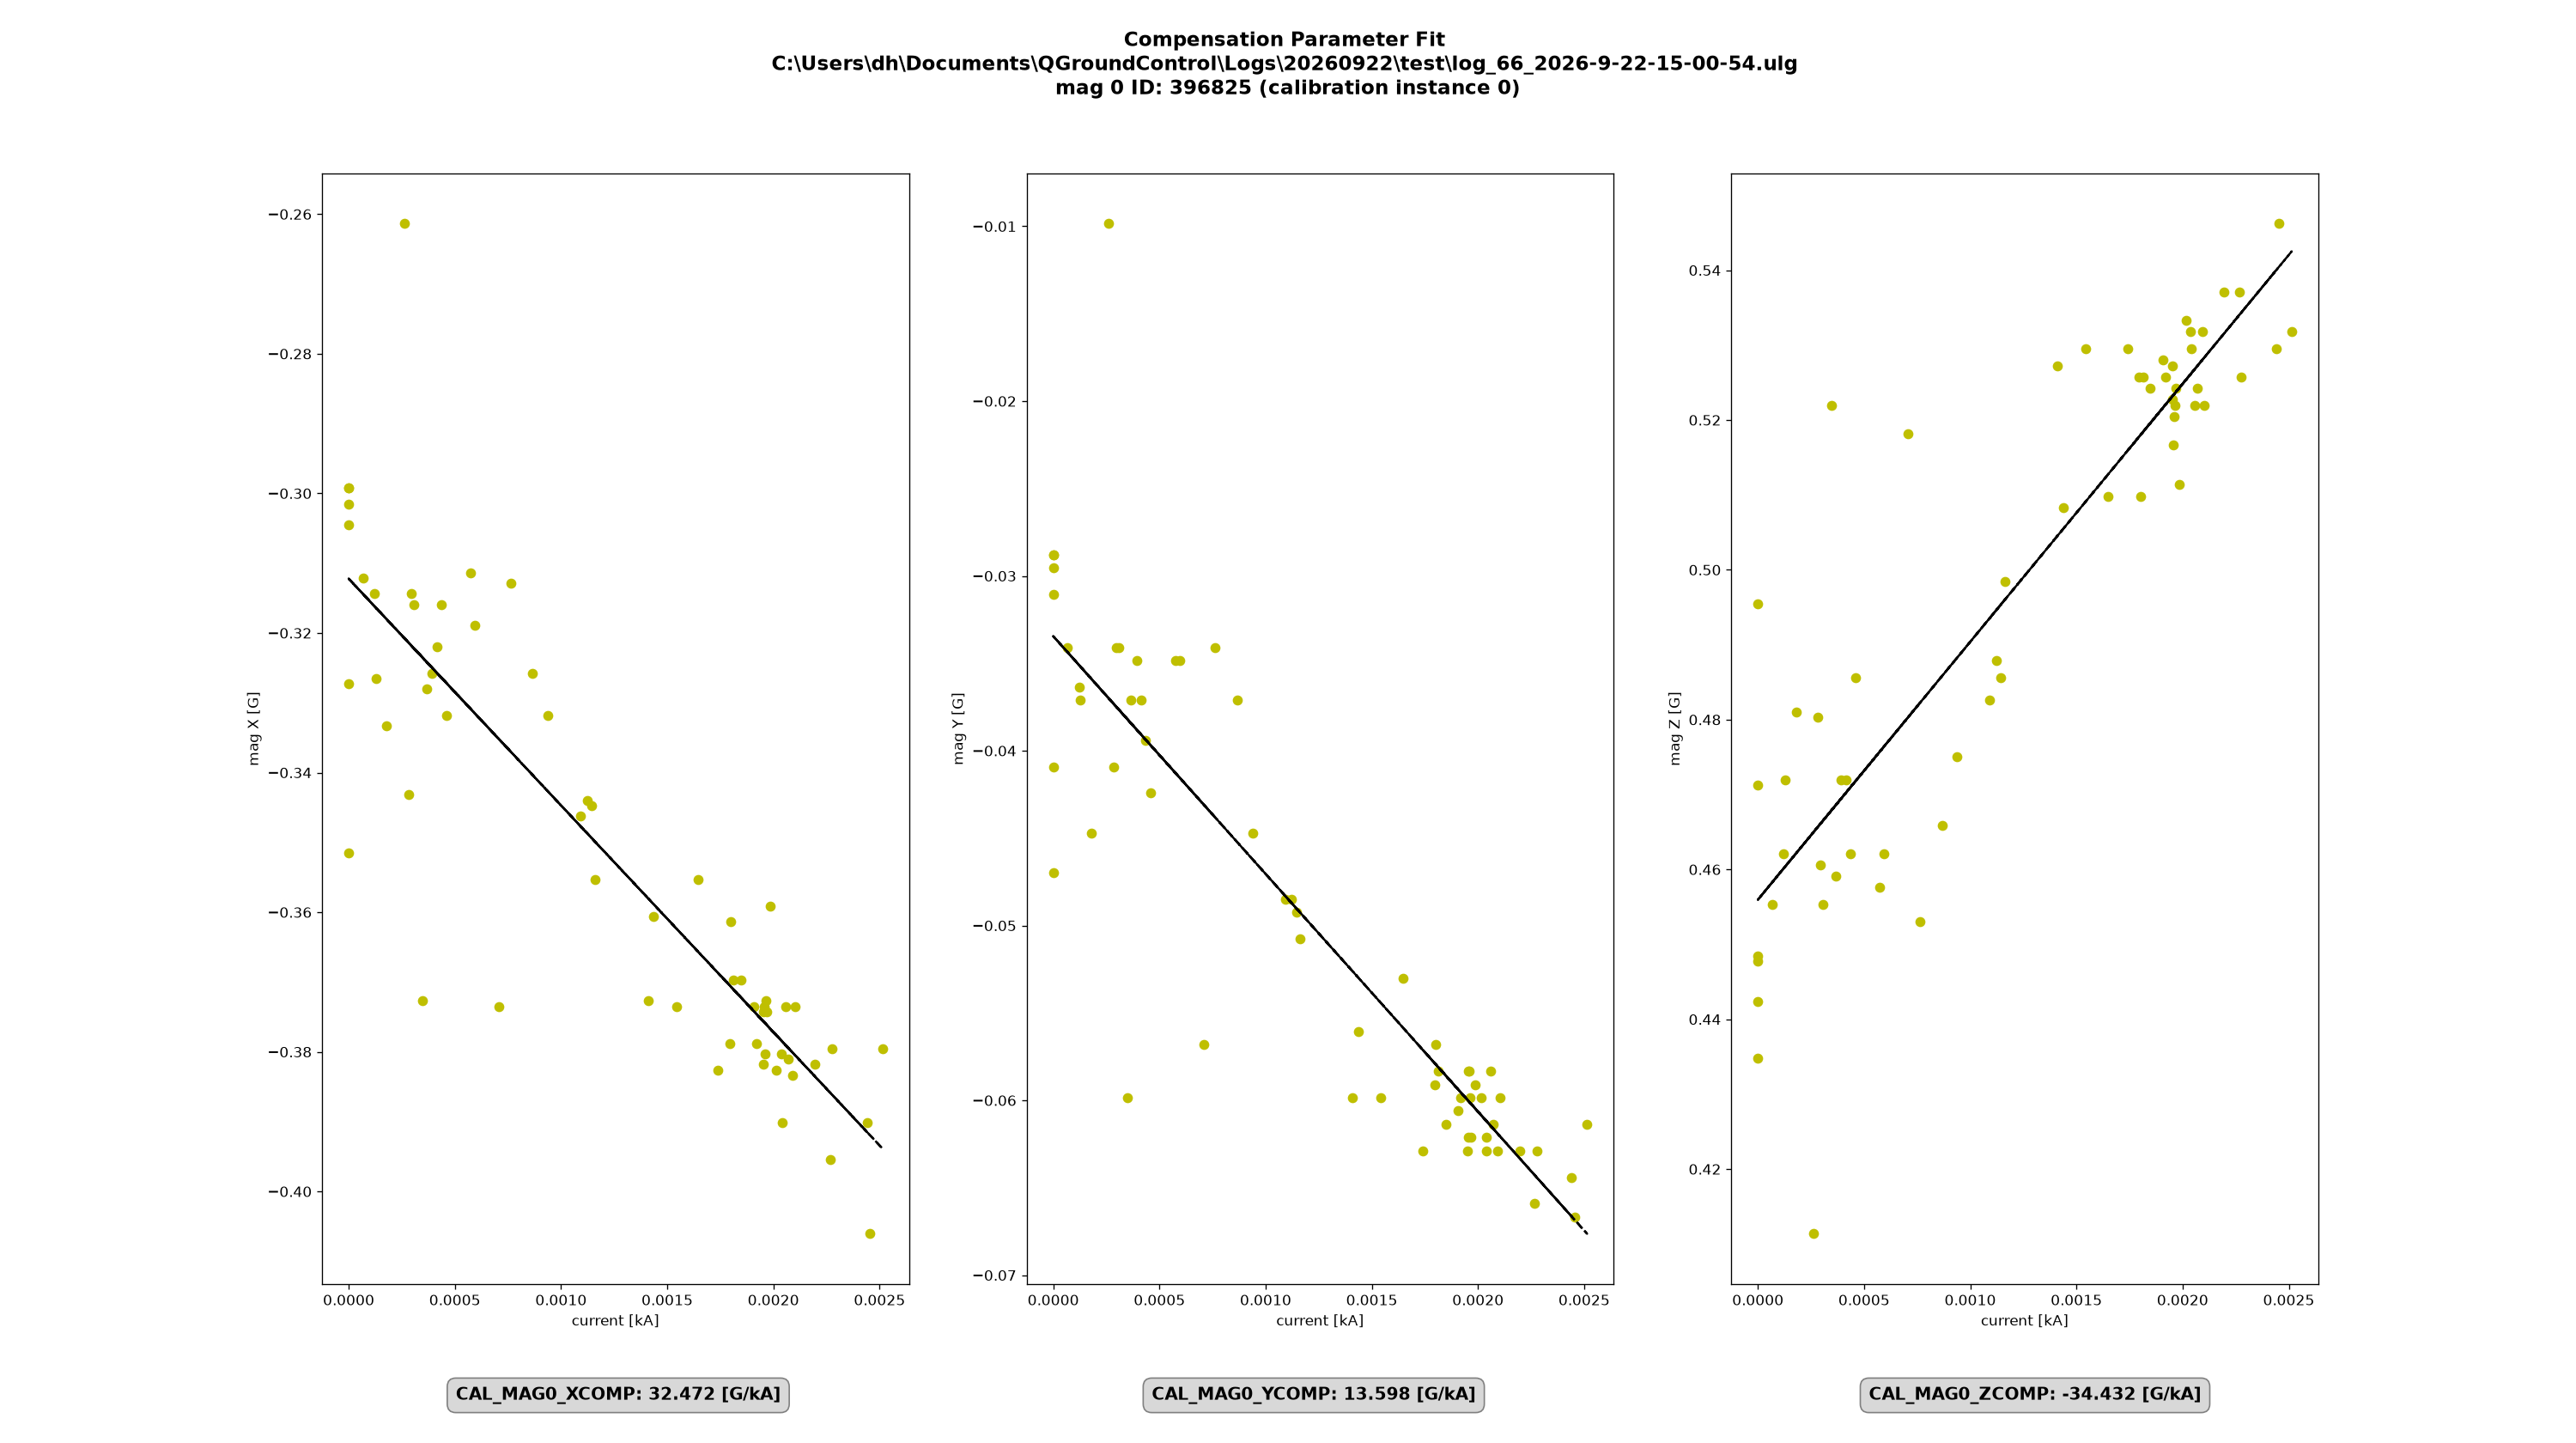 Compensation Parameter Fit
C:\Users\dh\Documents\QGroundControl\Logs\20260922\test\log_66_2026-9-22-15-00-54.ulg
mag 0 ID: 396825 (calibration instance 0)
mag X [G]
−0.26
−0.28
−0.30
−0.32
−0.34
−0.36
−0.38
−0.40
0.0000 0.0005 0.0010 0.0015 0.0020 0.0025
current [kA]
CAL_MAG0_XCOMP: 32.472 [G/kA]
mag Y [G]
−0.01
−0.02
−0.03
−0.04
−0.05
−0.06
−0.07
0.0000 0.0005 0.0010 0.0015 0.0020 0.0025
current [kA]
CAL_MAG0_YCOMP: 13.598 [G/kA]
mag Z [G]
0.54
0.52
0.50
0.48
0.46
0.44
0.42
0.0000 0.0005 0.0010 0.0015 0.0020 0.0025
current [kA]
CAL_MAG0_ZCOMP: -34.432 [G/kA]